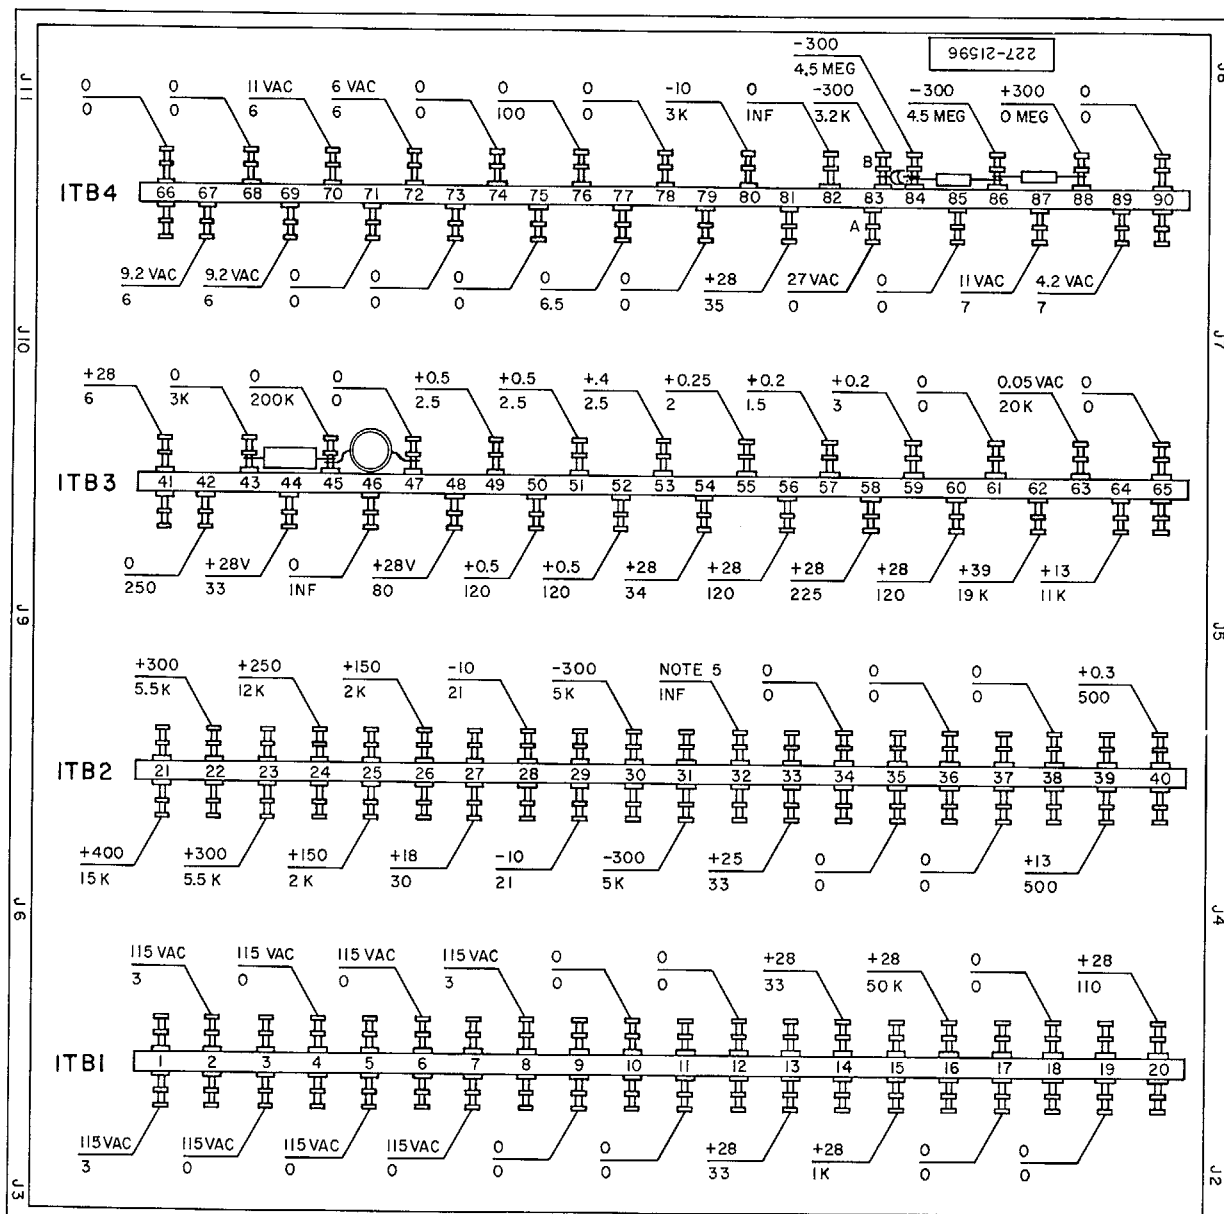 227-21596
J11
J8
0
0
0
0
11 VAC
6
6 VAC
6
0
0
0
100
0
0
-10
3K
0
INF
-300
4.5 MEG
-300
3.2 K
-300
4.5 MEG
+300
0 MEG
0
0
B
ITB4
66 67 68 69 70 71 72 73 74 75 76 77 78 79 80 81 82 83 84 85 86 87 88 89 90
A
9.2 VAC
6
9.2 VAC
6
0
0
0
0
0
0
0
6.5
0
0
+28
35
27 VAC
0
0
0
11 VAC
7
4.2 VAC
7
J10
J7
+28
6
0
3K
0
200K
0
0
+0.5
2.5
+0.5
2.5
+.4
2.5
+0.25
2
+0.2
1.5
+0.2
3
0
0
0.05 VAC
20 K
0
0
ITB3
41 42 43 44 45 46 47 48 49 50 51 52 53 54 55 56 57 58 59 60 61 62 63 64 65
0
250
+28V
33
0
INF
+28V
80
+0.5
120
+0.5
120
+28
34
+28
120
+28
225
+28
120
+39
19 K
+13
11K
J9
J5
+300
5.5K
+250
12K
+150
2K
-10
21
-300
5K
NOTE 5
INF
0
0
0
0
0
0
+0.3
500
ITB2
21 22 23 24 25 26 27 28 29 30 31 32 33 34 35 36 37 38 39 40
+400
15K
+300
5.5 K
+150
2 K
+18
30
-10
21
-300
5K
+25
33
0
0
0
0
+13
500
J6
J4
115 VAC
3
115 VAC
0
115 VAC
0
115 VAC
3
0
0
0
0
+28
33
+28
50 K
0
0
+28
110
ITB1
1 2 3 4 5 6 7 8 9 10 11 12 13 14 15 16 17 18 19 20
115 VAC
3
115 VAC
0
115 VAC
0
115 VAC
0
0
0
0
0
+28
33
+28
1K
0
0
0
0
J3
J2